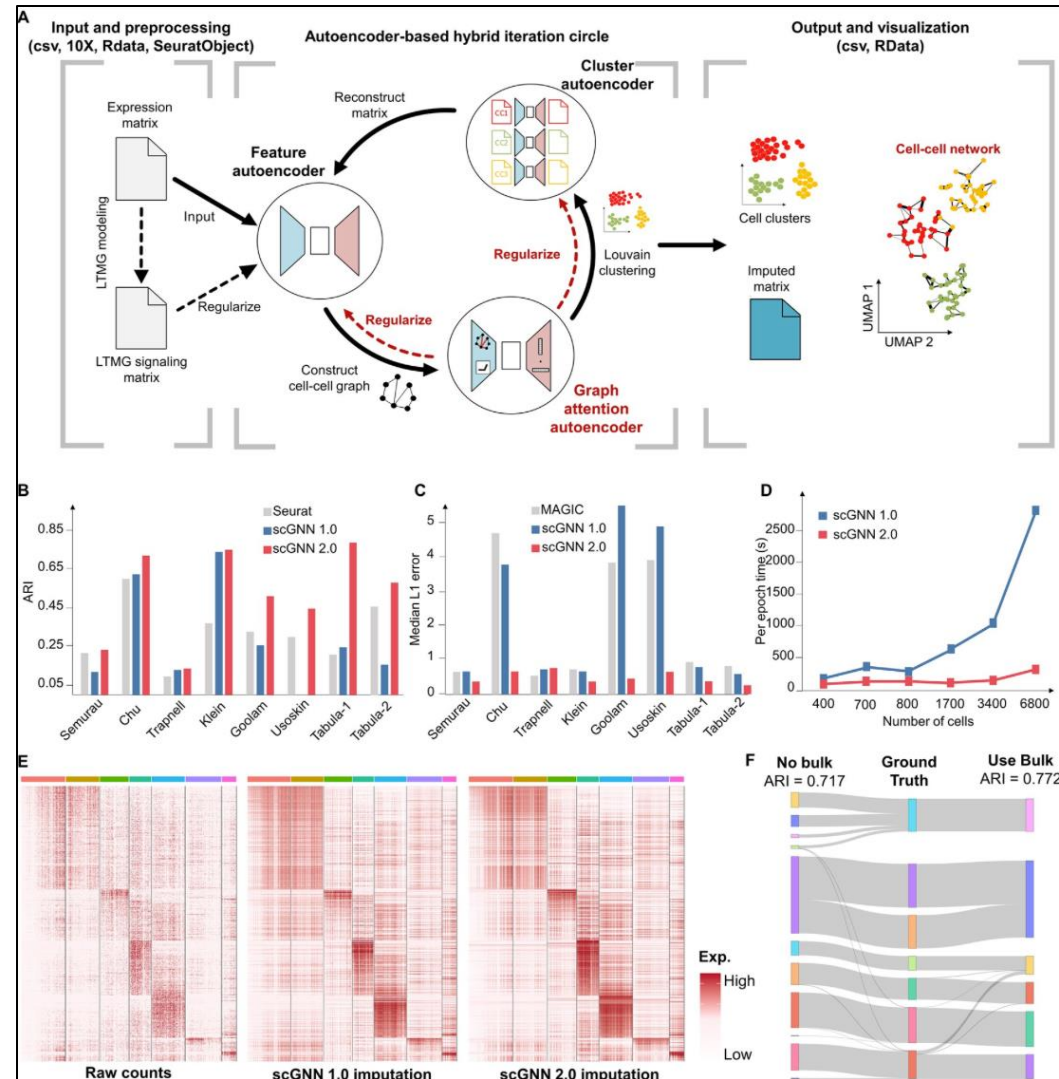 A
Input and preprocessing
(csv, 10X, Rdata, SeuratObject)
Autoencoder-based hybrid iteration circle
Output and visualization
(csv, RData)
Expression
matrix
LTMG modeling
LTMG signaling
matrix
Input
Regularize
Feature
autoencoder
Reconstruct
matrix
Cluster
autoencoder
CC1
CC2
CC3
Regularize
Construct
cell-cell graph
Regularize
Louvain
clustering
Graph
attention
autoencoder
Cell clusters
Imputed
matrix
Cell-cell network
UMAP 1
UMAP 2
B
ARI
0.85
0.65
0.45
0.25
0.05
Seurat
scGNN 1.0
scGNN 2.0
Semurau
Chu
Trapnell
Klein
Goolam
Usoskin
Tabula-1
Tabula-2
C
Median L1 error
5
4
3
2
1
0
MAGIC
scGNN 1.0
scGNN 2.0
Semurau
Chu
Trapnell
Klein
Goolam
Usoskin
Tabula-1
Tabula-2
D
Per epoch time (s)
2500
2000
1500
1000
500
0
scGNN 1.0
scGNN 2.0
400 700 800 1700 3400 6800
Number of cells
E
Raw counts
scGNN 1.0 imputation
scGNN 2.0 imputation
Exp.
High
Low
F
No bulk
ARI = 0.717
Ground
Truth
Use Bulk
ARI = 0.772